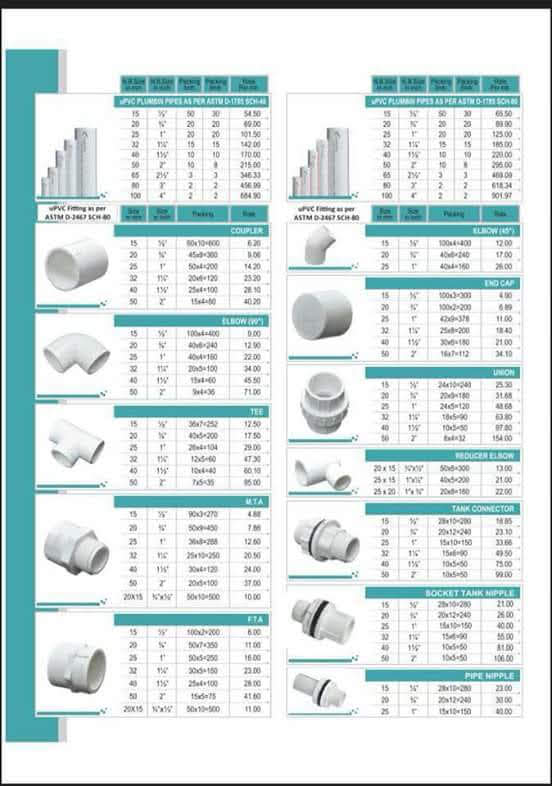 N.B.Size in mm N.B.Size in inch Packing 3mtr. Packing 6mtr. Rate Per mtr.
uPVC PLUMBIN PIPES AS PER ASTM D-1785 SCH-40
15 ½" 50 30 54.50
20 ¾" 20 20 69.00
25 1" 20 20 101.50
32 1¼" 15 15 142.00
40 1½" 10 10 170.00
50 2" 10 8 215.00
65 2½" 3 3 346.33
80 3" 2 2 456.99
100 4" 2 2 684.90
uPVC Fitting as per ASTM D-2467 SCH-80
Size in mm Size in inch Packing Rate
COUPLER
15 ½" 60x10=600 6.20
20 ¾" 45x8=360 9.06
25 1" 50x4=200 14.20
32 1¼" 20x6=120 23.20
40 1½" 25x4=100 28.10
50 2" 15x4=60 40.20
ELBOW (90°)
15 ½" 100x4=400 9.00
20 ¾" 40x6=240 12.90
25 1" 40x4=160 22.00
32 1¼" 20x5=100 34.00
40 1½" 15x4=60 45.50
50 2" 9x4=36 71.00
TEE
15 ½" 36x7=252 12.50
20 ¾" 40x5=200 17.50
25 1" 26x4=104 29.00
32 1¼" 12x5=60 47.30
40 1½" 10x4=40 60.10
50 2" 7x5=35 95.00
M.T.A
15 ½" 90x3=270 4.88
20 ¾" 50x9=450 7.86
25 1" 36x8=288 12.60
32 1¼" 25x10=250 20.50
40 1½" 30x4=120 24.00
50 2" 20x5=100 37.00
20X15 ¾"x½" 50x10=500 10.00
F.T.A
15 ½" 100x2=200 6.00
20 ¾" 50x7=350 11.00
25 1" 50x5=250 16.00
32 1¼" 30x5=150 23.00
40 1½" 25x4=100 28.00
50 2" 15x5=75 41.60
20X15 ¾"x½" 50x10=500 11.00
N.B.Size in mm N.B.Size in inch Packing 3mtr. Packing 6mtr. Rate Per mtr.
uPVC PLUMBIN PIPES AS PER ASTM D-1785 SCH-80
15 ½" 50 30 65.50
20 ¾" 20 20 89.90
25 1" 20 20 125.00
32 1¼" 15 15 185.00
40 1½" 10 10 220.00
50 2" 10 8 295.00
65 2½" 3 3 469.09
80 3" 2 2 618.34
100 4" 2 2 901.97
uPVC Fitting as per ASTM D-2467 SCH-80
Size in mm Size in inch Packing Rate
ELBOW (45°)
15 ½" 100x4=400 12.00
20 ¾" 40x6=240 17.00
25 1" 40x4=160 26.00
END CAP
15 ½" 100x3=300 4.90
20 ¾" 100x2=200 6.89
25 1" 42x9=378 11.00
32 1¼" 25x8=200 18.40
40 1½" 30x6=180 21.00
50 2" 16x7=112 34.10
UNION
15 ½" 24x10=240 25.30
20 ¾" 20x9=180 31.68
25 1" 24x5=120 48.68
32 1¼" 18x5=90 63.80
40 1½" 10x5=50 97.80
50 2" 8x4=32 154.00
REDUCER ELBOW
20 x 15 ¾"x½" 50x6=300 13.00
25 x 15 1"x½" 40x5=200 21.00
25 x 20 1"x ¾" 20x8=160 22.00
TANK CONNECTOR
15 ½" 28x10=280 18.85
20 ¾" 20x12=240 23.10
25 1" 15x10=150 33.66
32 1¼" 15x6=90 49.50
40 1½" 10x5=50 75.00
50 2" 10x5=50 99.00
SOCKET TANK NIPPLE
15 ½" 28x10=280 21.00
20 ¾" 20x12=240 26.00
25 1" 15x10=150 40.00
32 1¼" 15x6=90 55.00
40 1½" 10x5=50 81.00
50 2" 10x5=50 106.00
PIPE NIPPLE
15 ½" 28x10=280 23.00
20 ¾" 20x12=240 30.00
25 1" 15x10=150 40.00